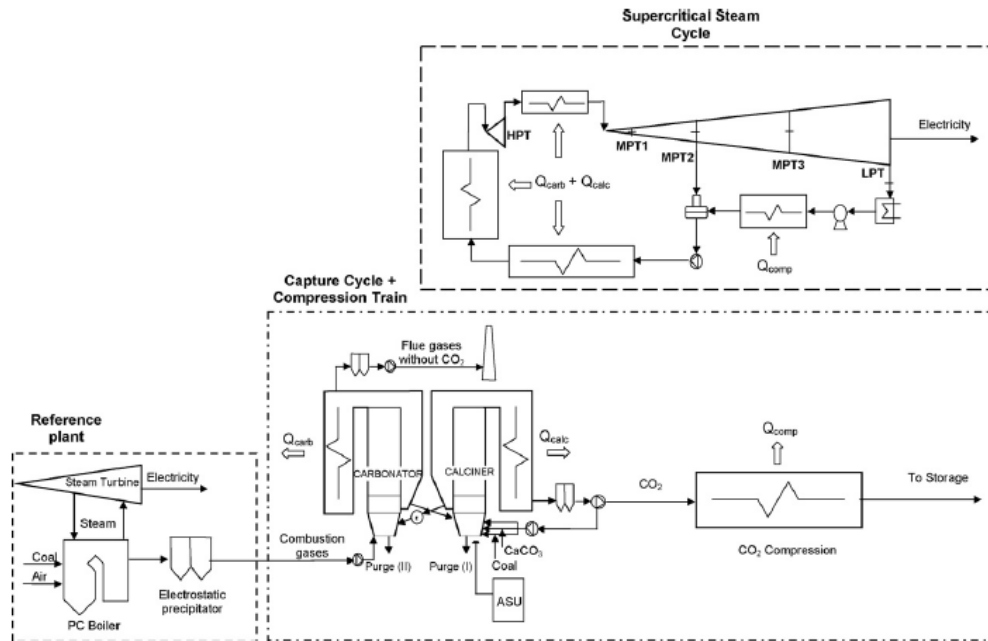 Supercritical Steam
Cycle
HPT
MPT1
MPT2
MPT3
LPT
Electricity
Qcarb + Qcalc
Qcomp
Capture Cycle +
Compression Train
Flue gases
without CO2
Reference
plant
Qcarb
Qcalc
Qcomp
Steam Turbine
Electricity
CARBONATOR
CALCINER
CO2
To Storage
Steam
Combustion
gases
CaCO3
Coal
Coal
Air
Purge (II)
Purge (I)
CO2 Compression
Electrostatic
precipitator
ASU
PC Boiler